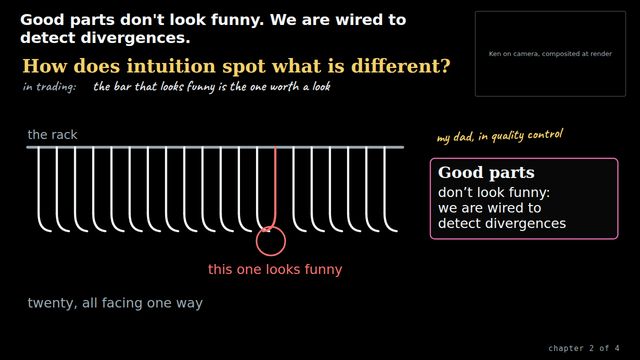 Good parts don't look funny. We are wired to
detect divergences.
Ken on camera, composited at render
How does intuition spot what is different?
in trading: the bar that looks funny is the one worth a look
the rack
my dad, in quality control
Good parts
don’t look funny:
we are wired to
detect divergences
this one looks funny
twenty, all facing one way
chapter 2 of 4